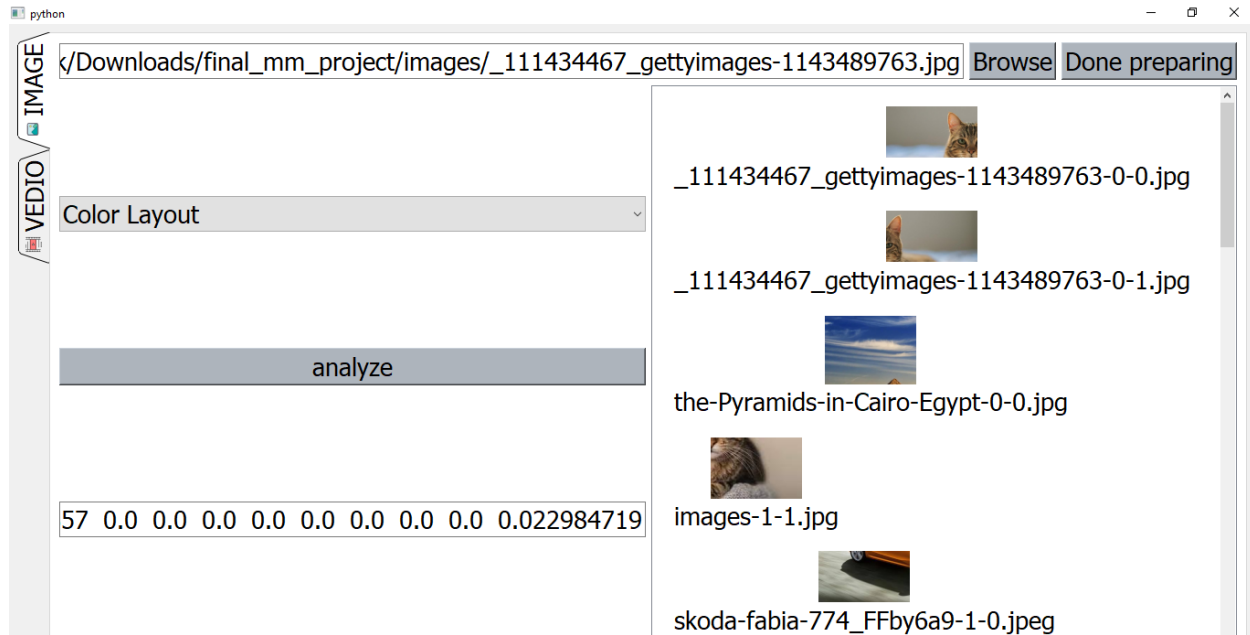 python
k/Downloads/final_mm_project/images/_111434467_gettyimages-1143489763.jpg Browse Done preparing
IMAGE
VEDIO
Color Layout
analyze
57 0.0 0.0 0.0 0.0 0.0 0.0 0.0 0.0 0.022984719
_111434467_gettyimages-1143489763-0-0.jpg
_111434467_gettyimages-1143489763-0-1.jpg
the-Pyramids-in-Cairo-Egypt-0-0.jpg
images-1-1.jpg
skoda-fabia-774_FFby6a9-1-0.jpeg